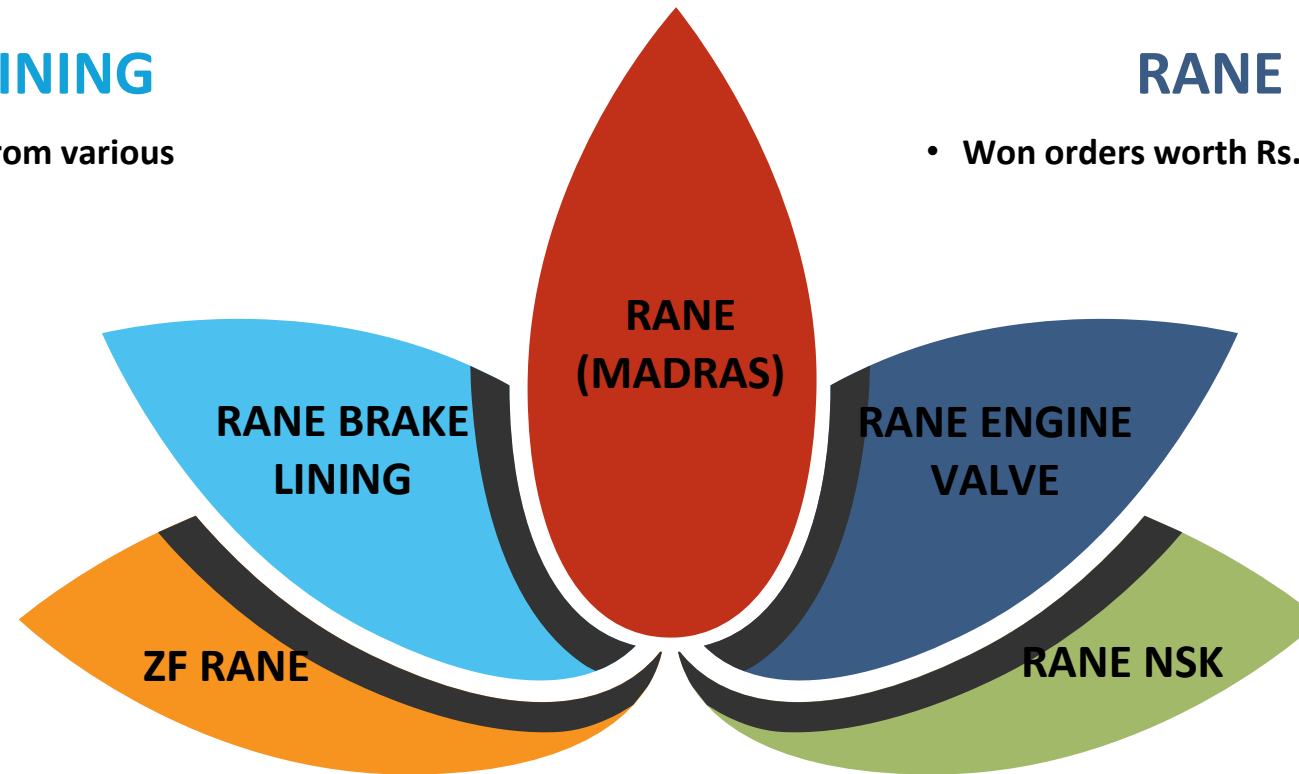 INING
rom various
RANE
• Won orders worth Rs.
RANE
(MADRAS)
RANE BRAKE
LINING
RANE ENGINE
VALVE
ZF RANE
RANE NSK